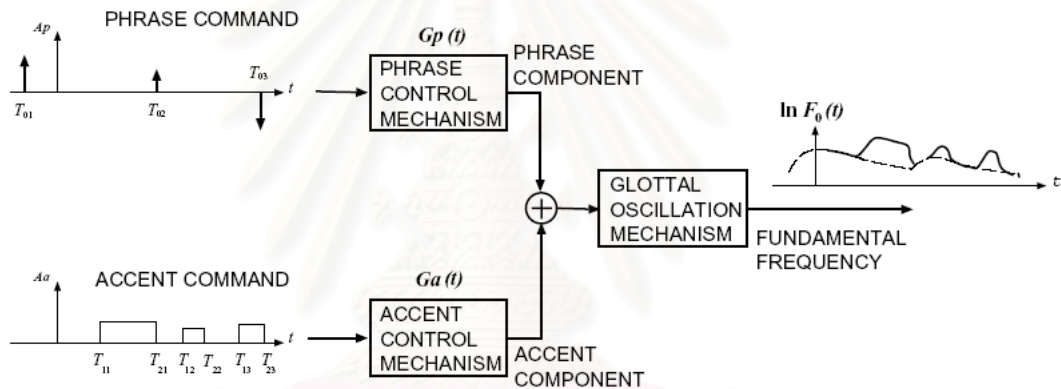 PHRASE COMMAND
Ap
T01
T02
T03
t
Gp (t)
PHRASE
CONTROL
MECHANISM
PHRASE
COMPONENT
ln F0 (t)
t
GLOTTAL
OSCILLATION
MECHANISM
FUNDAMENTAL
FREQUENCY
ACCENT COMMAND
Aa
t
T11
T21
T12
T22
T13
T23
Ga (t)
ACCENT
CONTROL
MECHANISM
ACCENT
COMPONENT